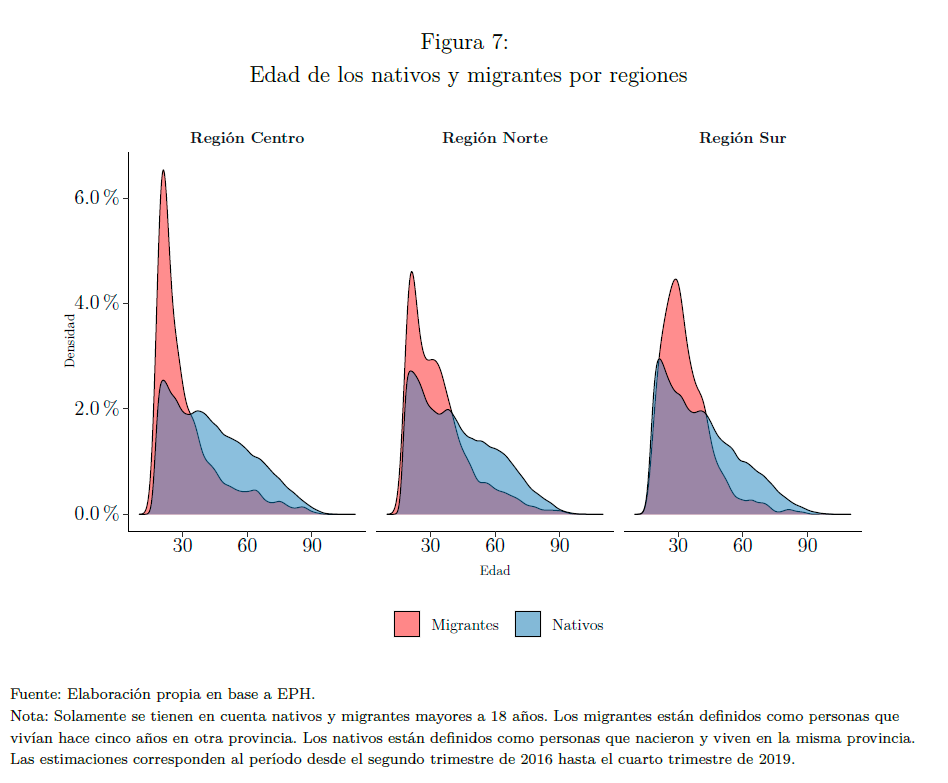 Figura 7:
Edad de los nativos y migrantes por regiones
Región Centro Región Norte Región Sur
6.0 %
4.0 %
2.0 %
0.0 %
Densidad
30 60 90 30 60 90 30 60 90
Edad
Migrantes Nativos
Fuente: Elaboración propia en base a EPH.
Nota: Solamente se tienen en cuenta nativos y migrantes mayores a 18 años. Los migrantes están definidos como personas que
vivían hace cinco años en otra provincia. Los nativos están definidos como personas que nacieron y viven en la misma provincia.
Las estimaciones corresponden al período desde el segundo trimestre de 2016 hasta el cuarto trimestre de 2019.